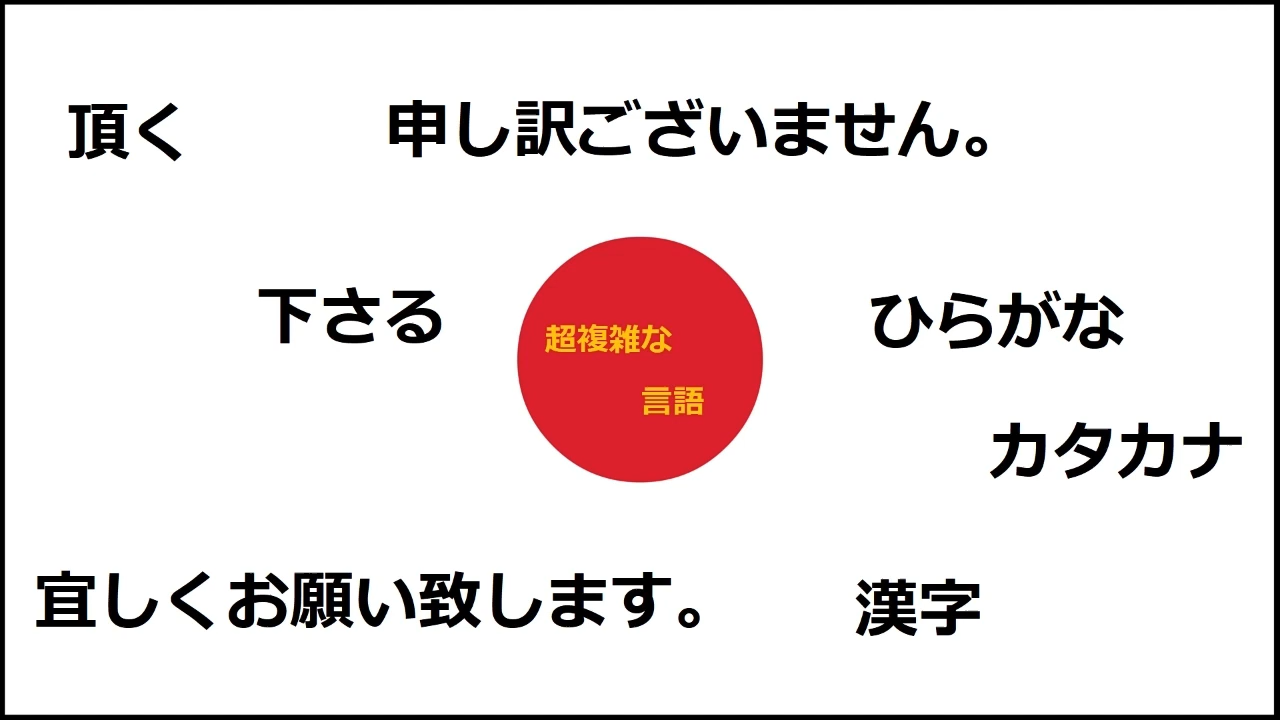 頂く
申し訳ございません。
下さる
超複雑な
言語
ひらがな
カタカナ
宜しくお願い致します。
漢字